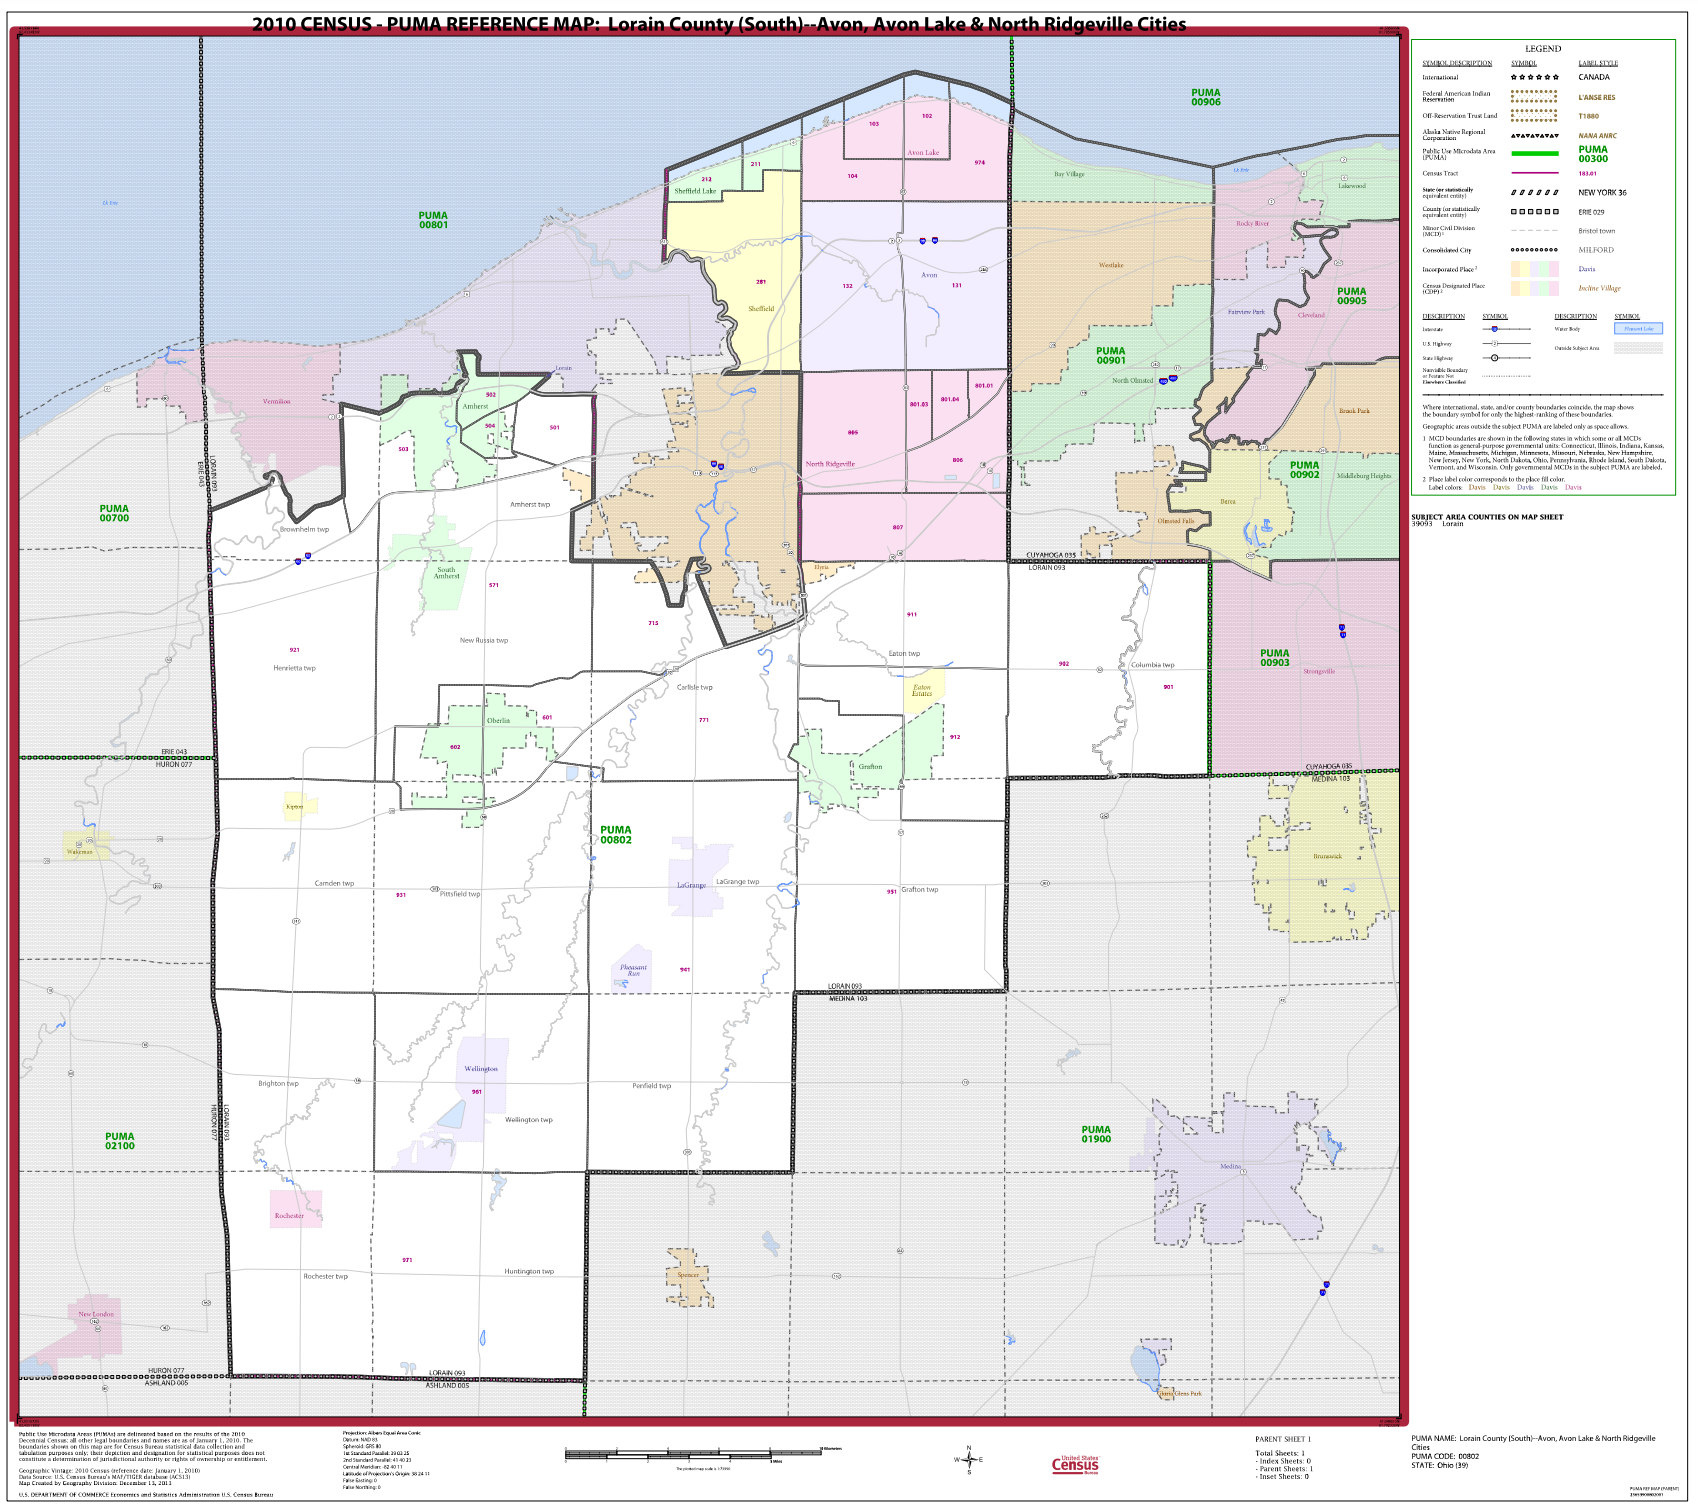 2010 CENSUS - PUMA REFERENCE MAP: Lorain County (South)--Avon, Avon Lake & North Ridgeville Cities
LEGEND
SYMBOL DESCRIPTION SYMBOL LABEL STYLE
International CANADA
Federal American Indian
Reservation L'ANSE RES
Off-Reservation Trust Land T1880
Alaska Native Regional
Corporation NANA ANRC
Public Use Microdata Area
(PUMA) PUMA
00300
Census Tract 183.01
State (or statistically
equivalent entity) NEW YORK 36
County (or statistically
equivalent entity) ERIE 029
Minor Civil Division
(MCD) 1 Bristol town
Consolidated City MILFORD
Incorporated Place 2 Davis
Census Designated Place
(CDP) 2 Incline Village
DESCRIPTION SYMBOL DESCRIPTION SYMBOL
Interstate Water Body Pleasant Lake
U.S. Highway Outside Subject Area
State Highway
Nonvisible Boundary
or Feature Not
Elsewhere Classified
Where international, state, and/or county boundaries coincide, the map shows
the boundary symbol for only the highest-ranking of these boundaries.
Geographic areas outside the subject PUMA are labeled only as space allows.
1 MCD boundaries are shown in the following states in which some or all MCDs
function as general-purpose governmental units: Connecticut, Illinois, Indiana, Kansas,
Maine, Massachusetts, Michigan, Minnesota, Missouri, Nebraska, New Hampshire,
New Jersey, New York, North Dakota, Ohio, Pennsylvania, Rhode Island, South Dakota,
Vermont, and Wisconsin. Only governmental MCDs in the subject PUMA are labeled.
2 Place label color corresponds to the place fill color.
Label colors: Davis Davis Davis Davis Davis
SUBJECT AREA COUNTIES ON MAP SHEET
39093 Lorain
PUMA
00906
PUMA
00801
PUMA
00905
PUMA
00901
PUMA
00902
PUMA
00700
PUMA
00903
PUMA
00802
PUMA
02100
PUMA
01900
103
102
Avon Lake
974
104
211
212
Sheffield Lake
Bay Village
Lakewood
Rocky River
Westlake
281
Sheffield
132
Avon
131
Fairview Park
Cleveland
Lorain
North Olmsted
Vermilion
Brook Park
502
Amherst
504
501
503
801.01
801.03
801.04
805
North Ridgeville
806
807
Middleburg Heights
Berea
Olmsted Falls
Amherst twp
Brownhelm twp
ERIE 043
LORAIN 093
CUYAHOGA 035
LORAIN 093
Elyria
South
Amherst
571
715
911
New Russia twp
921
Henrietta twp
Eaton twp
902
Columbia twp
901
Strongsville
Carlisle twp
Eaton
Estates
Oberlin
601
602
771
912
Grafton
ERIE 043
HURON 077
CUYAHOGA 035
MEDINA 103
Kipton
Wakeman
Brunswick
LaGrange
LaGrange twp
Camden twp
931
Pittsfield twp
951
Grafton twp
Pheasant
Run
941
LORAIN 093
MEDINA 103
Wellington
Brighton twp
981
Penfield twp
Wellington twp
LORAIN 093
HURON 077
Medina
Rochester
971
Rochester twp
Huntington twp
Spencer
New London
Gloria Glens Park
HURON 077
ASHLAND 005
LORAIN 093
ASHLAND 005
Public Use Microdata Areas (PUMAs) are delineated based on the results of the 2010
Decennial Census; all other legal boundaries and names are as of January 1, 2010. The
boundaries shown on this map are for Census Bureau statistical data collection and
tabulation purposes only; their depiction and designation for statistical purposes does not
constitute a determination of jurisdictional authority or rights of ownership or entitlement.
Geographic Vintage: 2010 Census (reference date: January 1, 2010)
Data Source: U.S. Census Bureau's MAF/TIGER database (ACS13)
Map Created by Geography Division: December 13, 2013
U.S. DEPARTMENT OF COMMERCE Economics and Statistics Administration U.S. Census Bureau
Projection: Albers Equal Area Conic
Datum: NAD 83
Spheroid: GRS 80
1st Standard Parallel: 39 03 25
2nd Standard Parallel: 41 40 23
Central Meridian: -82 40 11
Latitude of Projection's Origin: 38 24 11
False Easting: 0
False Northing: 0
N
W E
S
United States
Census
Bureau
PARENT SHEET 1
Total Sheets: 1
- Index Sheets: 0
- Parent Sheets: 1
- Inset Sheets: 0
PUMA NAME: Lorain County (South)--Avon, Avon Lake & North Ridgeville
Cities
PUMA CODE: 00802
STATE: Ohio (39)